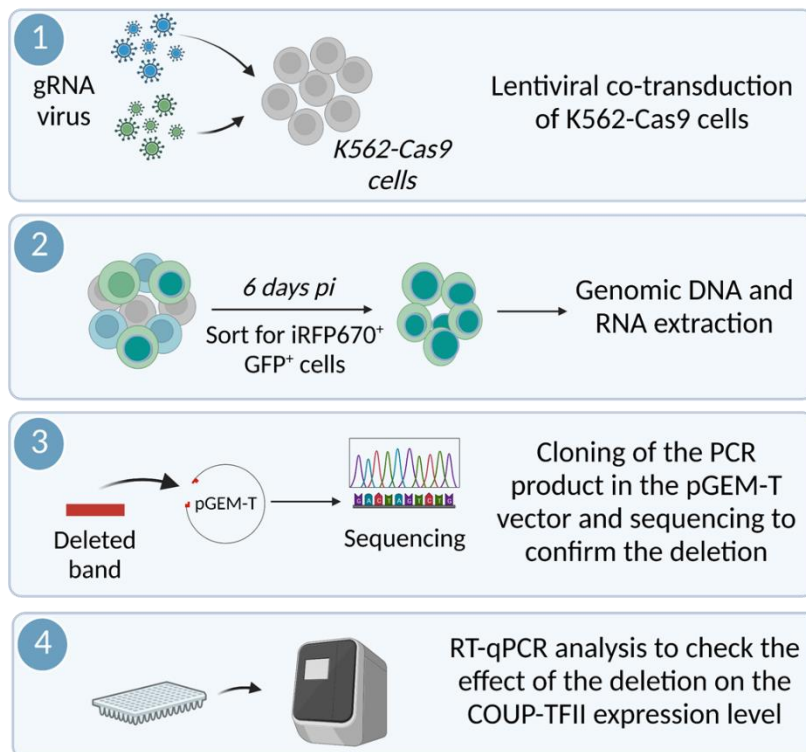 1
gRNA
virus
K562-Cas9
cells
Lentiviral co-transduction
of K562-Cas9 cells
2
6 days pi
Sort for iRFP670⁺
GFP⁺ cells
Genomic DNA and
RNA extraction
3
Deleted
band
pGEM-T
G A C T A G T C T G
Sequencing
Cloning of the PCR
product in the pGEM-T
vector and sequencing to
confirm the deletion
4
RT-qPCR analysis to check the
effect of the deletion on the
COUP-TFII expression level